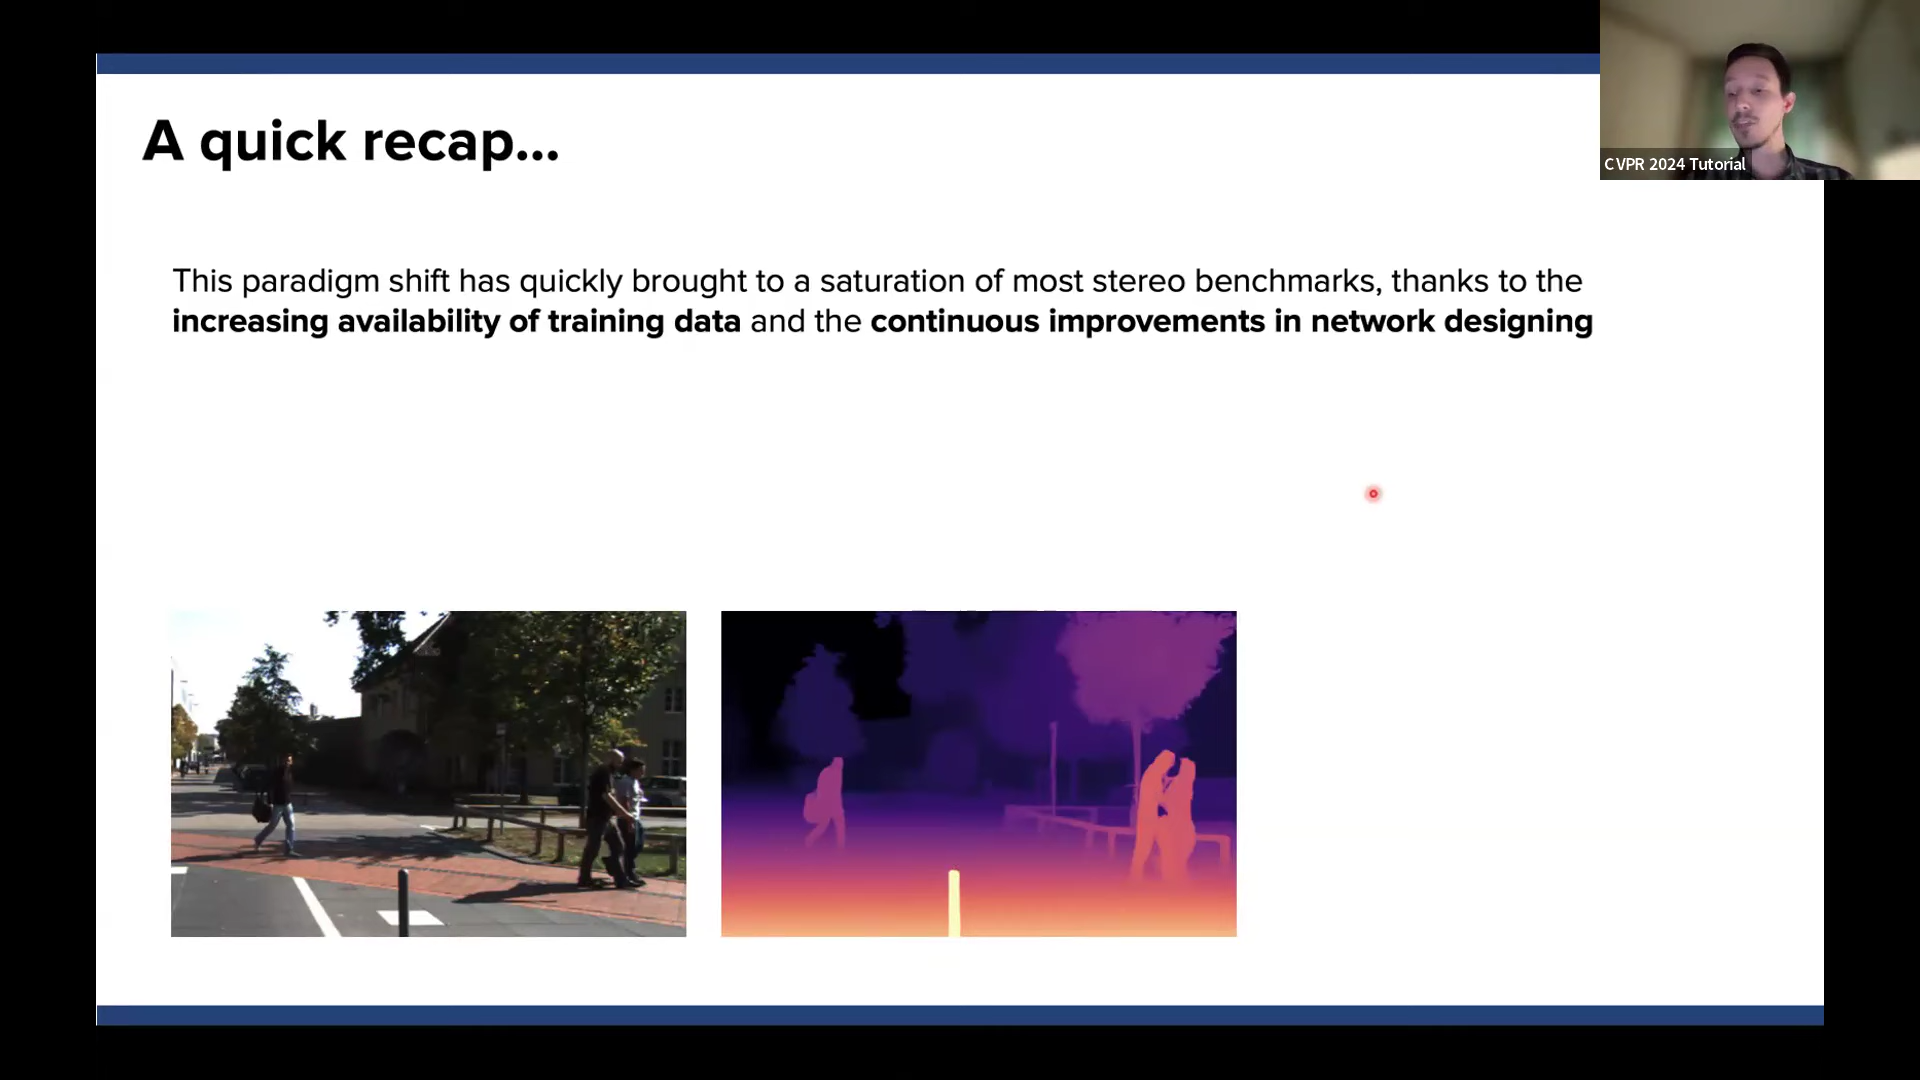 A quick recap...
CVPR 2024 Tutorial
This paradigm shift has quickly brought to a saturation of most stereo benchmarks, thanks to the
increasing availability of training data and the continuous improvements in network designing